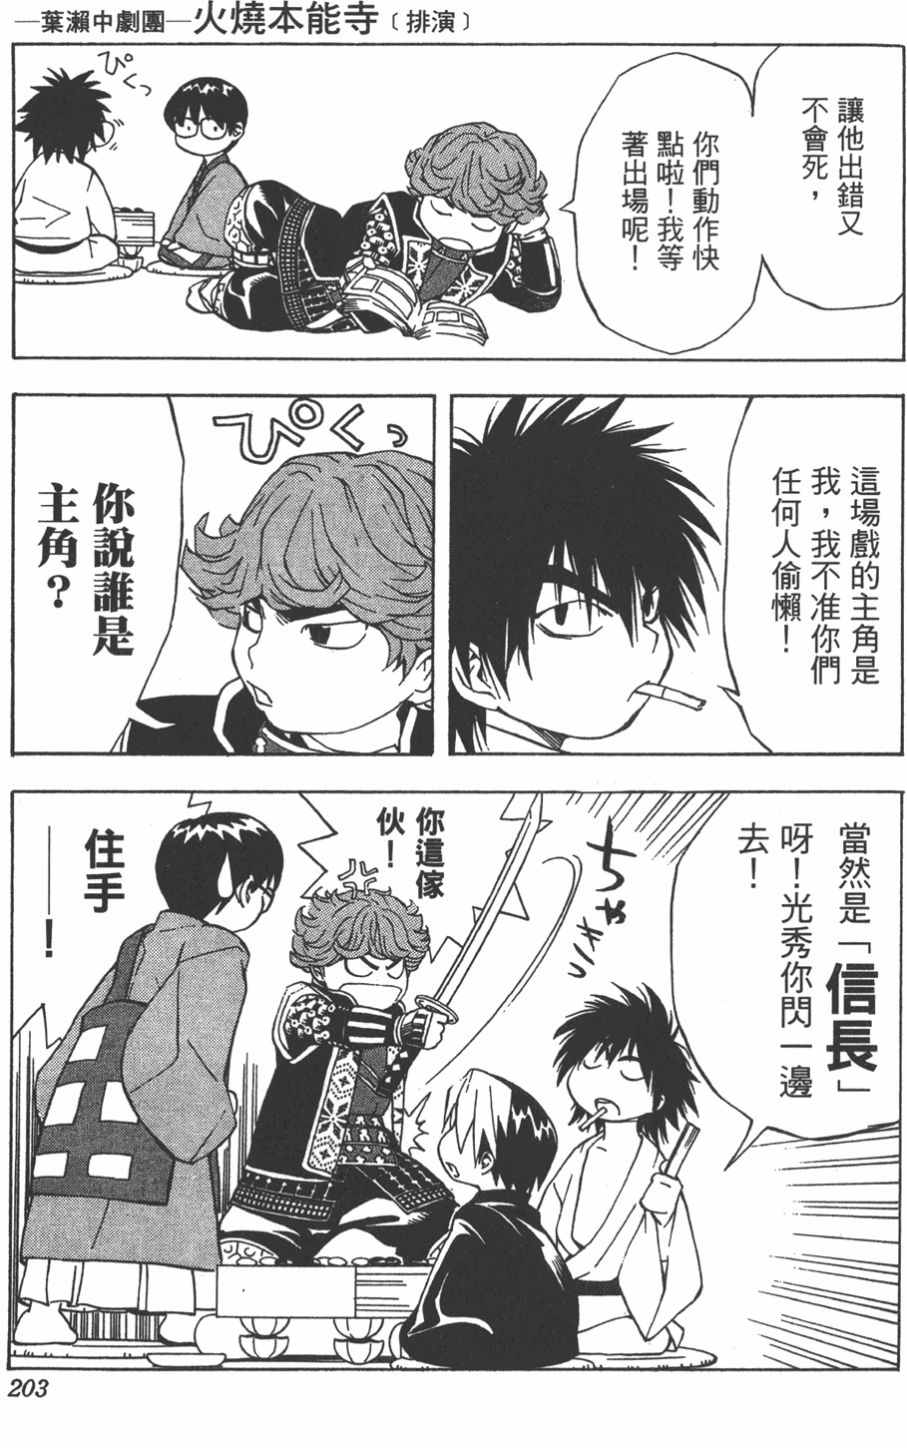 —葉瀨中劇團—火燒本能寺〔排演〕
讓他出錯又
不會死，
你們動作快
點啦！我等
著出場呢！
ぴくっ
這場戲的主角是
我，我不准你們
任何人偷懶！
ぴくっ
你說誰是
主角？
當然是「信長」
呀！光秀你閃一邊
去！
ちゃきっ
你這傢
伙！
住手
——！
203